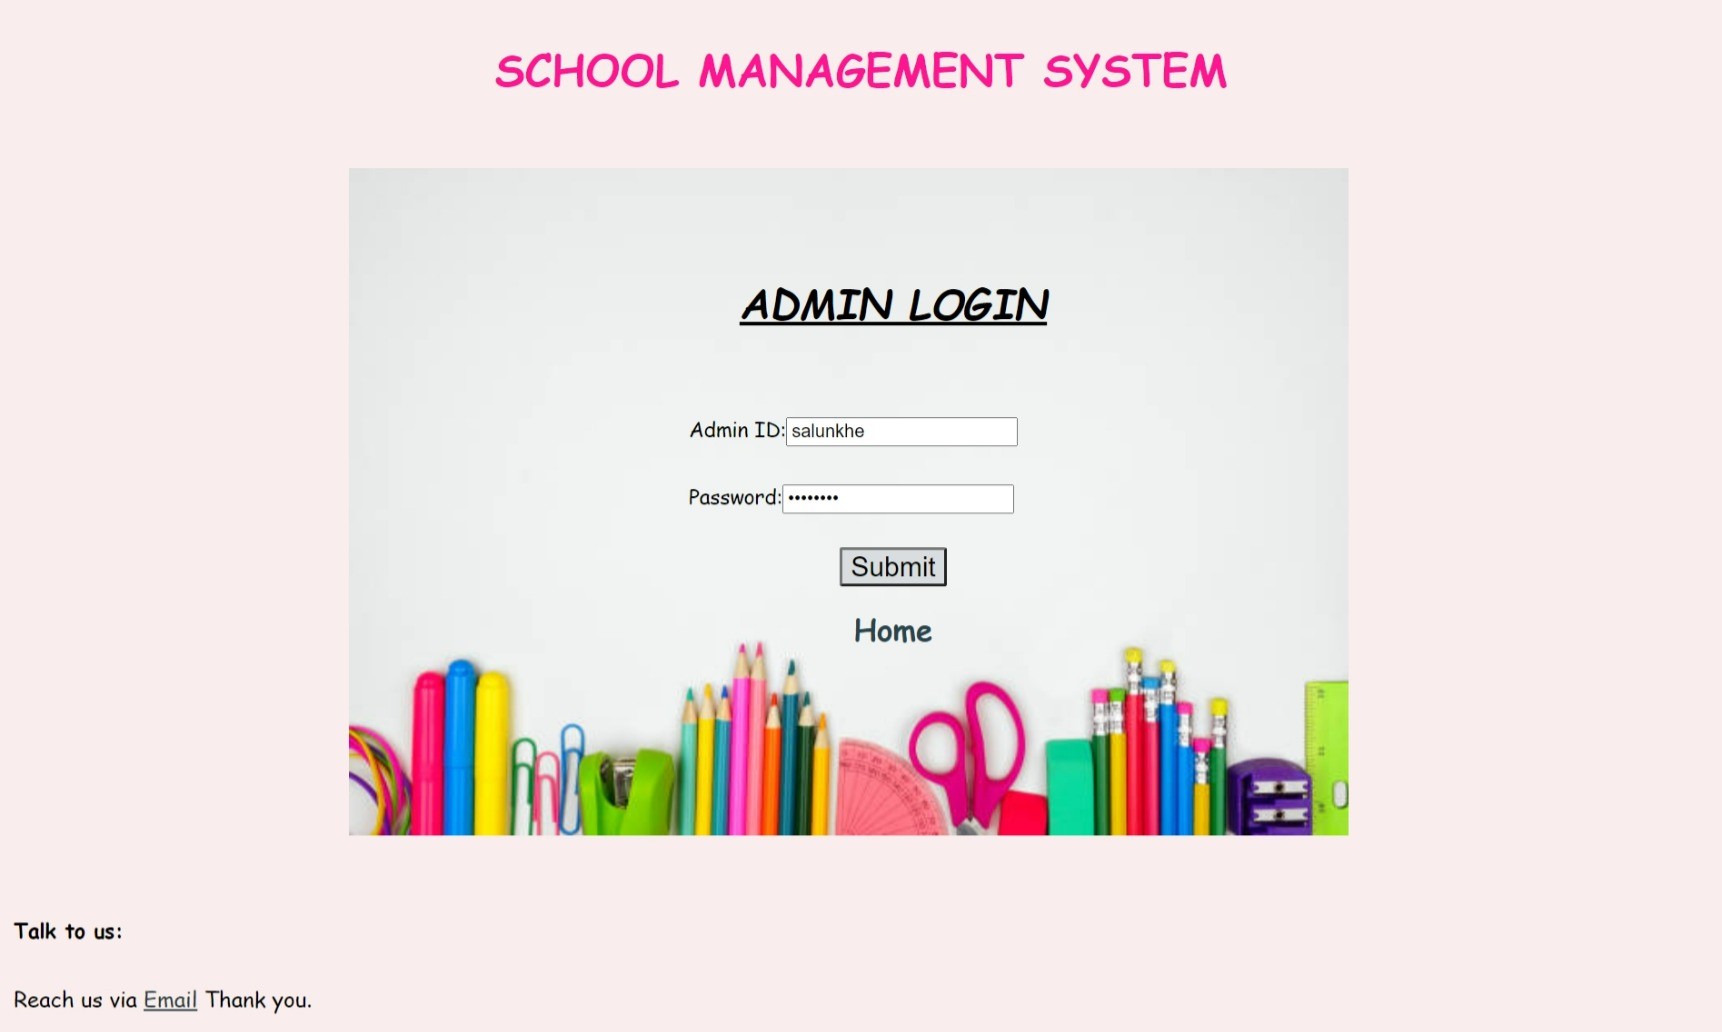 SCHOOL MANAGEMENT SYSTEM
ADMIN LOGIN
Admin ID: salunkhe
Password: ••••••••
Submit
Home
Talk to us:
Reach us via Email Thank you.